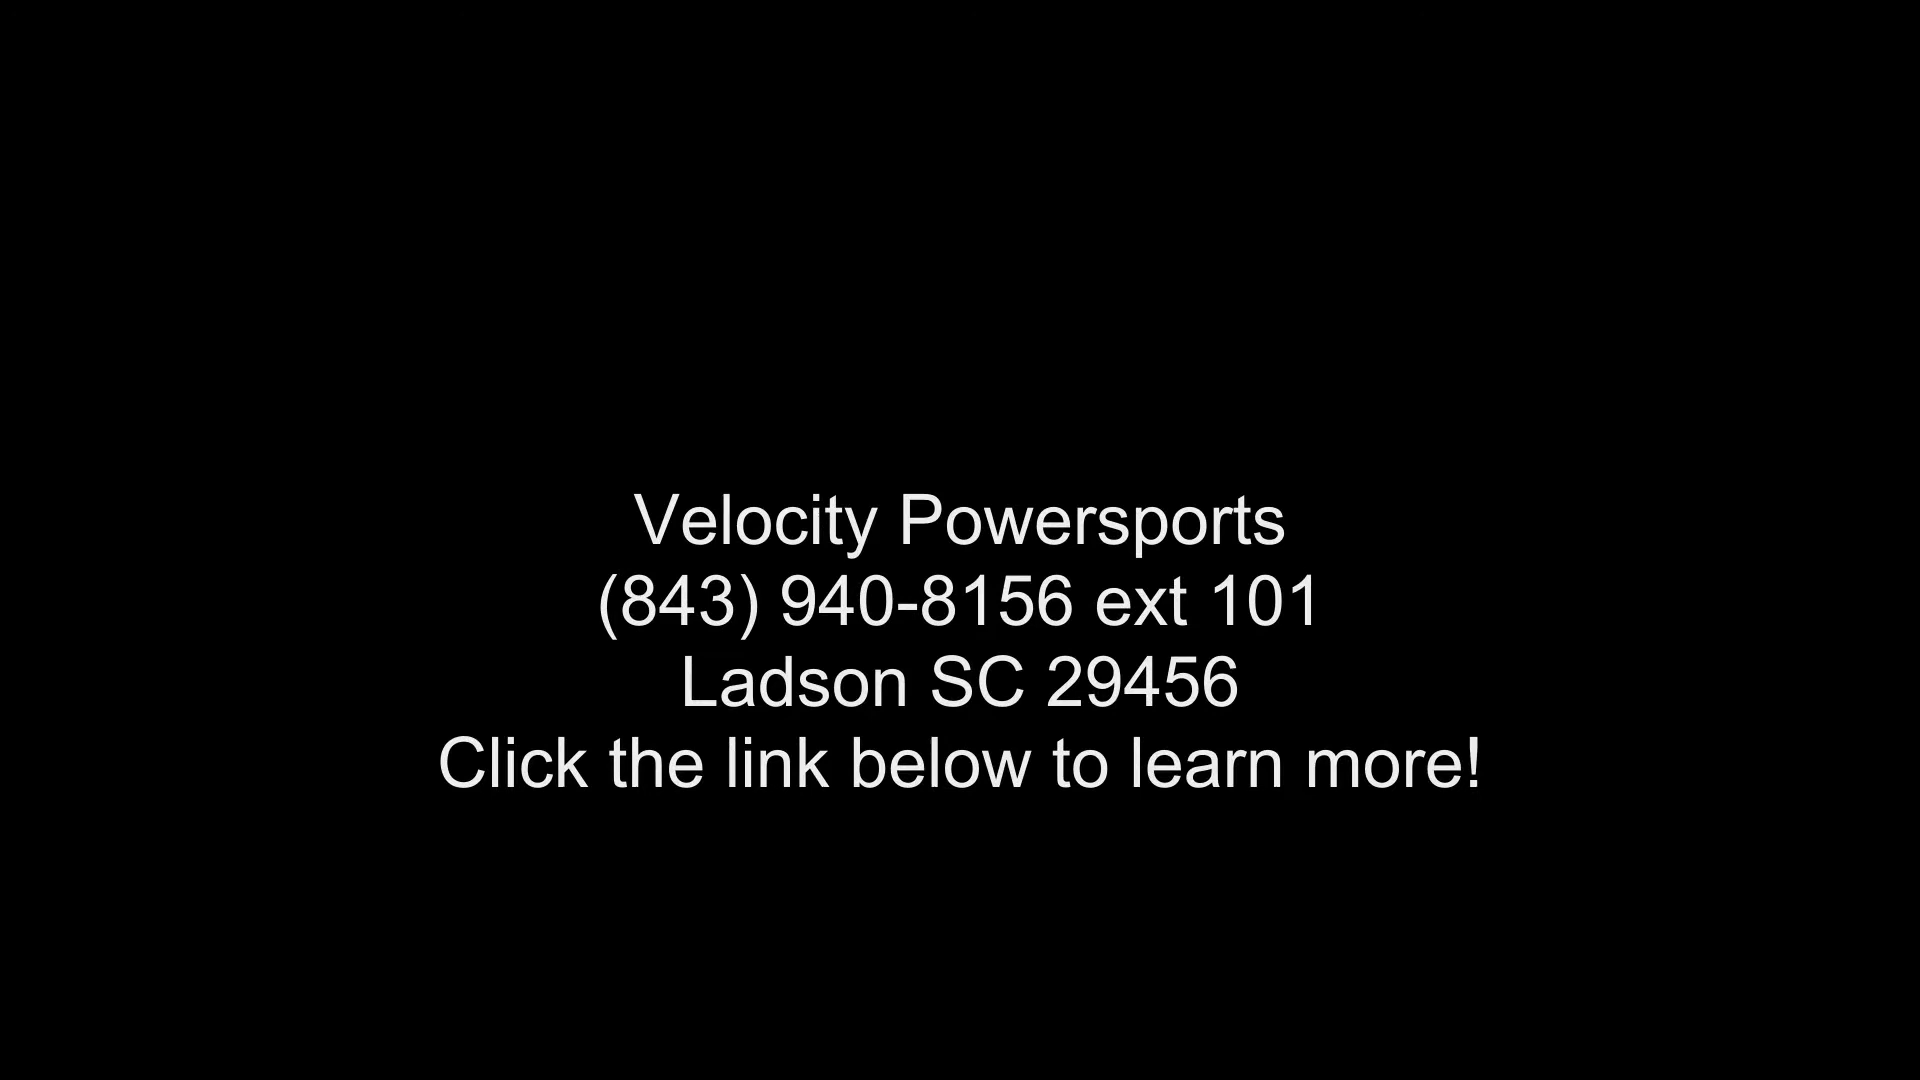 Velocity Powersports
(843) 940-8156 ext 101
Ladson SC 29456
Click the link below to learn more!